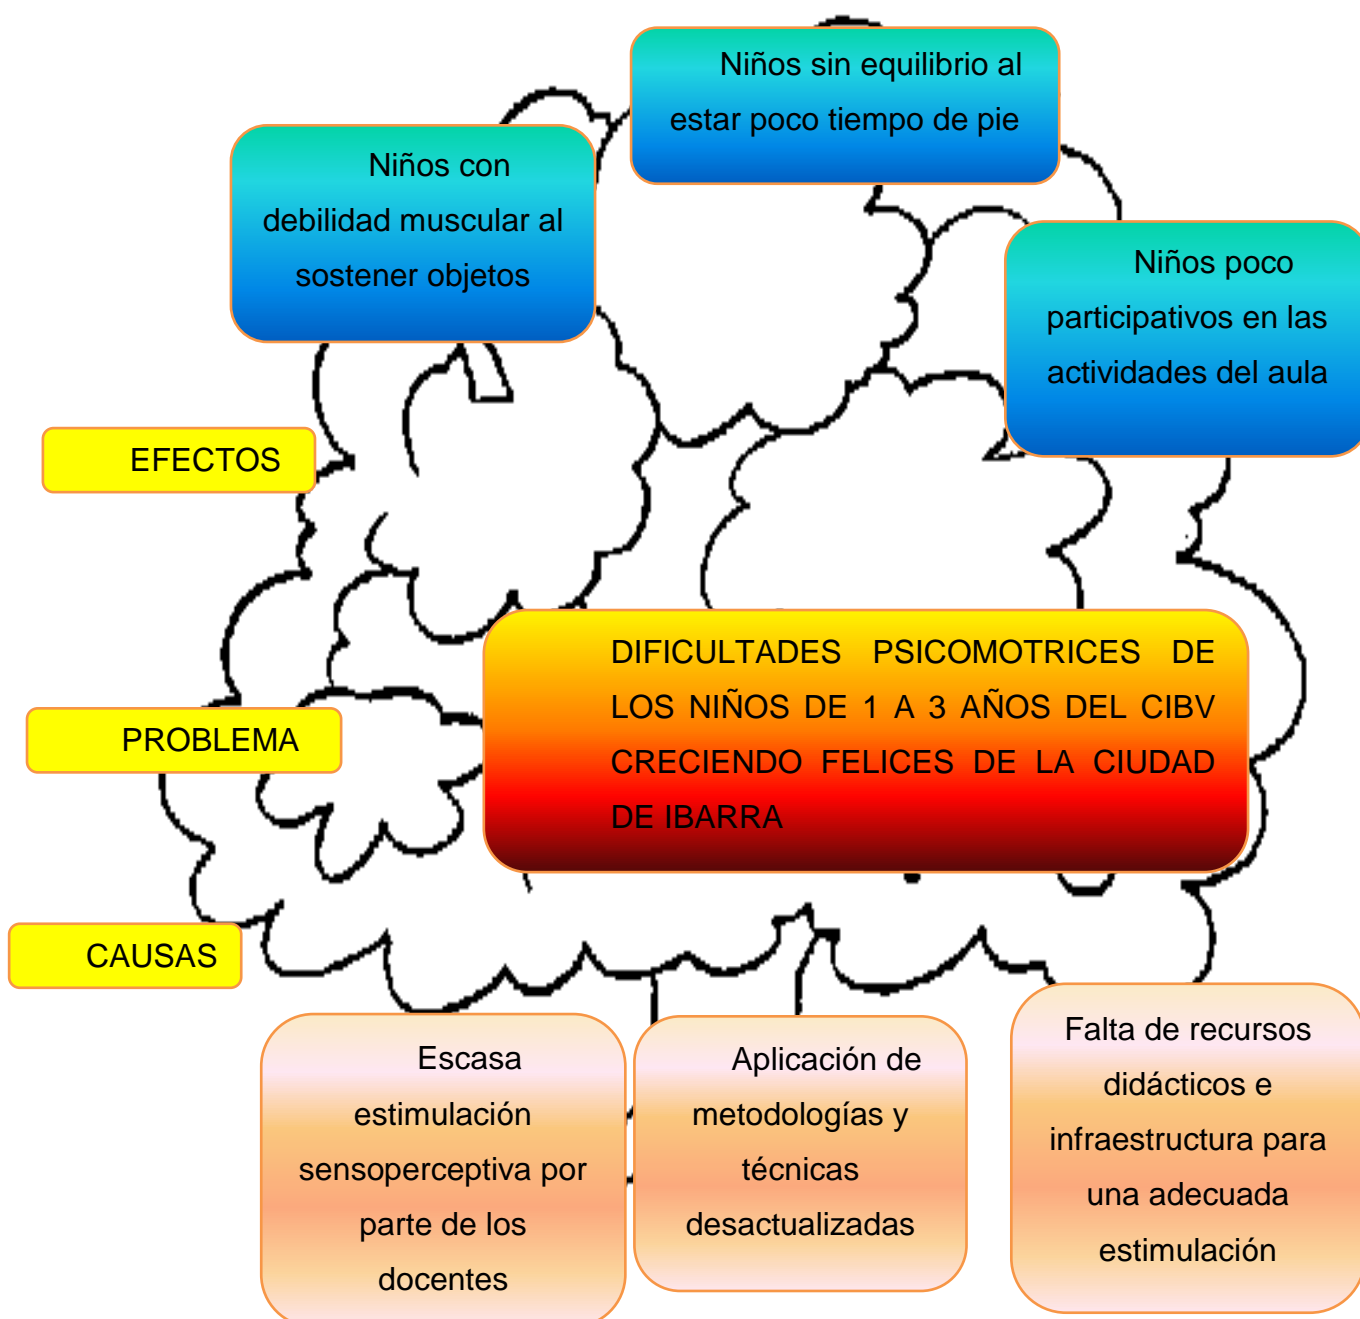 Niños sin equilibrio al
estar poco tiempo de pie
Niños con
debilidad muscular al
sostener objetos
Niños poco
participativos en las
actividades del aula
EFECTOS
DIFICULTADES PSICOMOTRICES DE
LOS NIÑOS DE 1 A 3 AÑOS DEL CIBV
CRECIENDO FELICES DE LA CIUDAD
DE IBARRA
PROBLEMA
CAUSAS
Escasa
estimulación
sensoperceptiva por
parte de los
docentes
Aplicación de
metodologías y
técnicas
desactualizadas
Falta de recursos
didácticos e
infraestructura para
una adecuada
estimulación